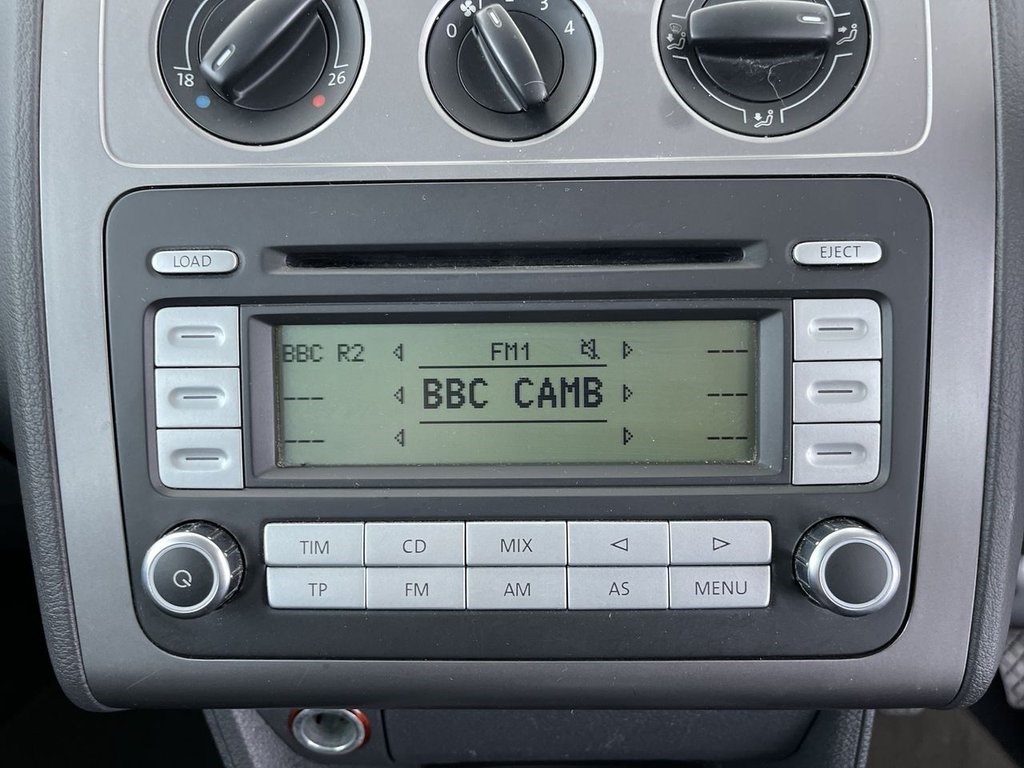 0 2 3 4
18 26
LOAD EJECT
BBC R2 FM1 ---
--- BBC CAMB ---
--- ---
TIM CD MIX
TP FM AM AS MENU